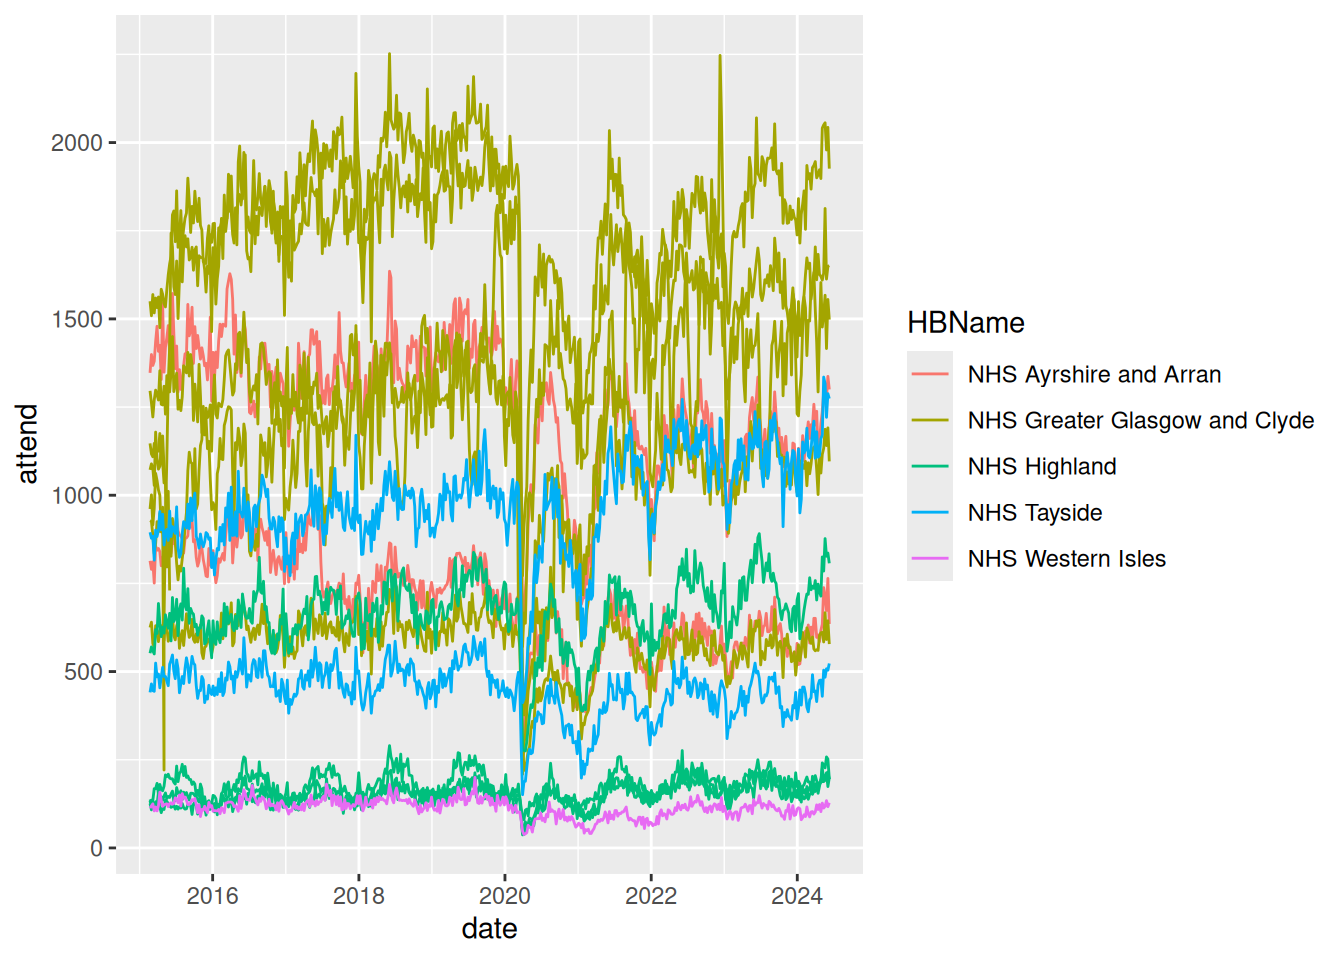 2000
1500
1000
500
0
attend
2016 2018 2020 2022 2024
date
HBName
NHS Ayrshire and Arran
NHS Greater Glasgow and Clyde
NHS Highland
NHS Tayside
NHS Western Isles